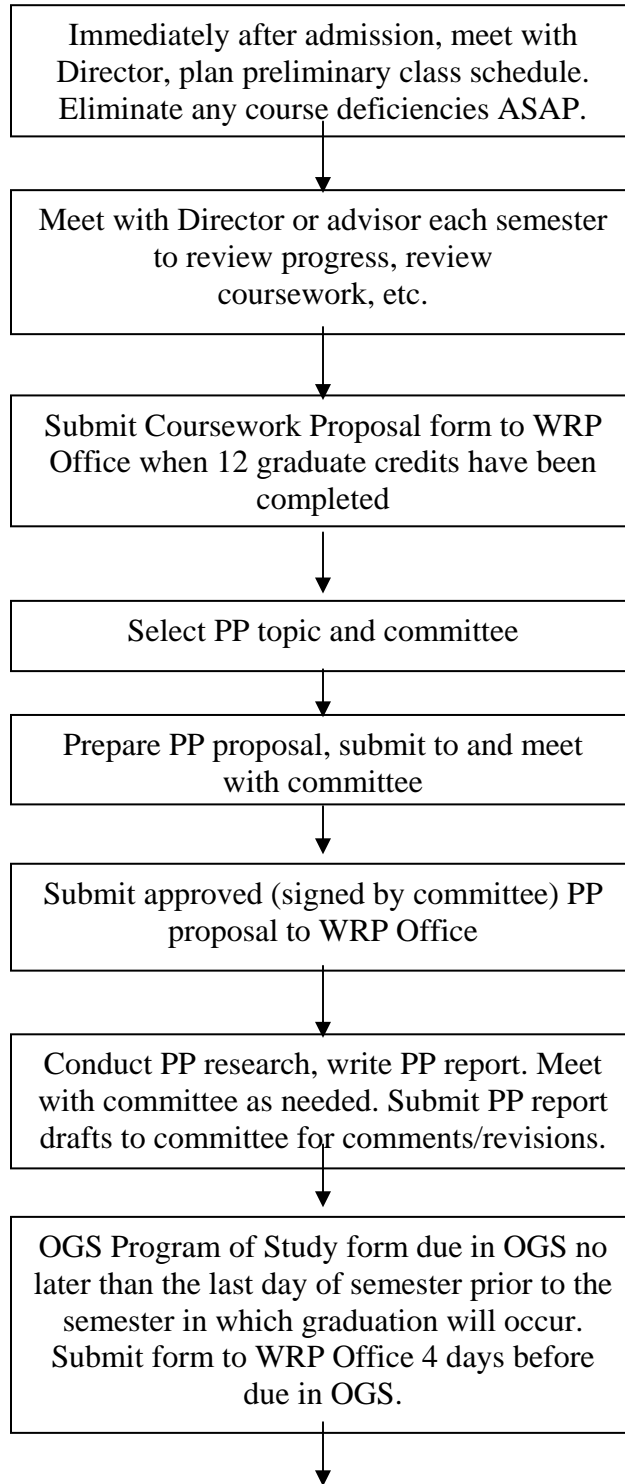 Immediately after admission, meet with
Director, plan preliminary class schedule.
Eliminate any course deficiencies ASAP.
Meet with Director or advisor each semester
to review progress, review
coursework, etc.
Submit Coursework Proposal form to WRP
Office when 12 graduate credits have been
completed
Select PP topic and committee
Prepare PP proposal, submit to and meet
with committee
Submit approved (signed by committee) PP
proposal to WRP Office
Conduct PP research, write PP report. Meet
with committee as needed. Submit PP report
drafts to committee for comments/revisions.
OGS Program of Study form due in OGS no
later than the last day of semester prior to the
semester in which graduation will occur.
Submit form to WRP Office 4 days before
due in OGS.